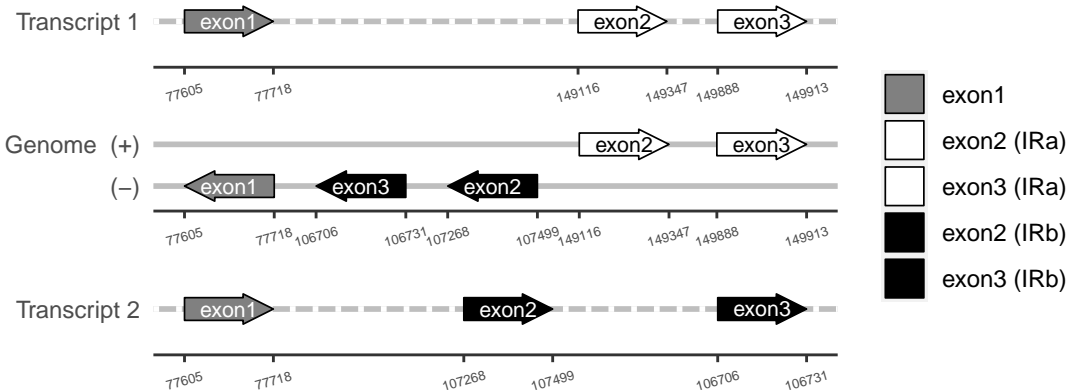 Transcript 1 exon1 exon2 exon3
77605 77718 149116 149347 149888 149913
Genome (+) exon2 exon3
(−) exon1 exon3 exon2
77605 77718 106706 106731 107268 107499 149116 149347 149888 149913
Transcript 2 exon1 exon2 exon3
77605 77718 107268 107499 106706 106731
exon1
exon2 (IRa)
exon3 (IRa)
exon2 (IRb)
exon3 (IRb)